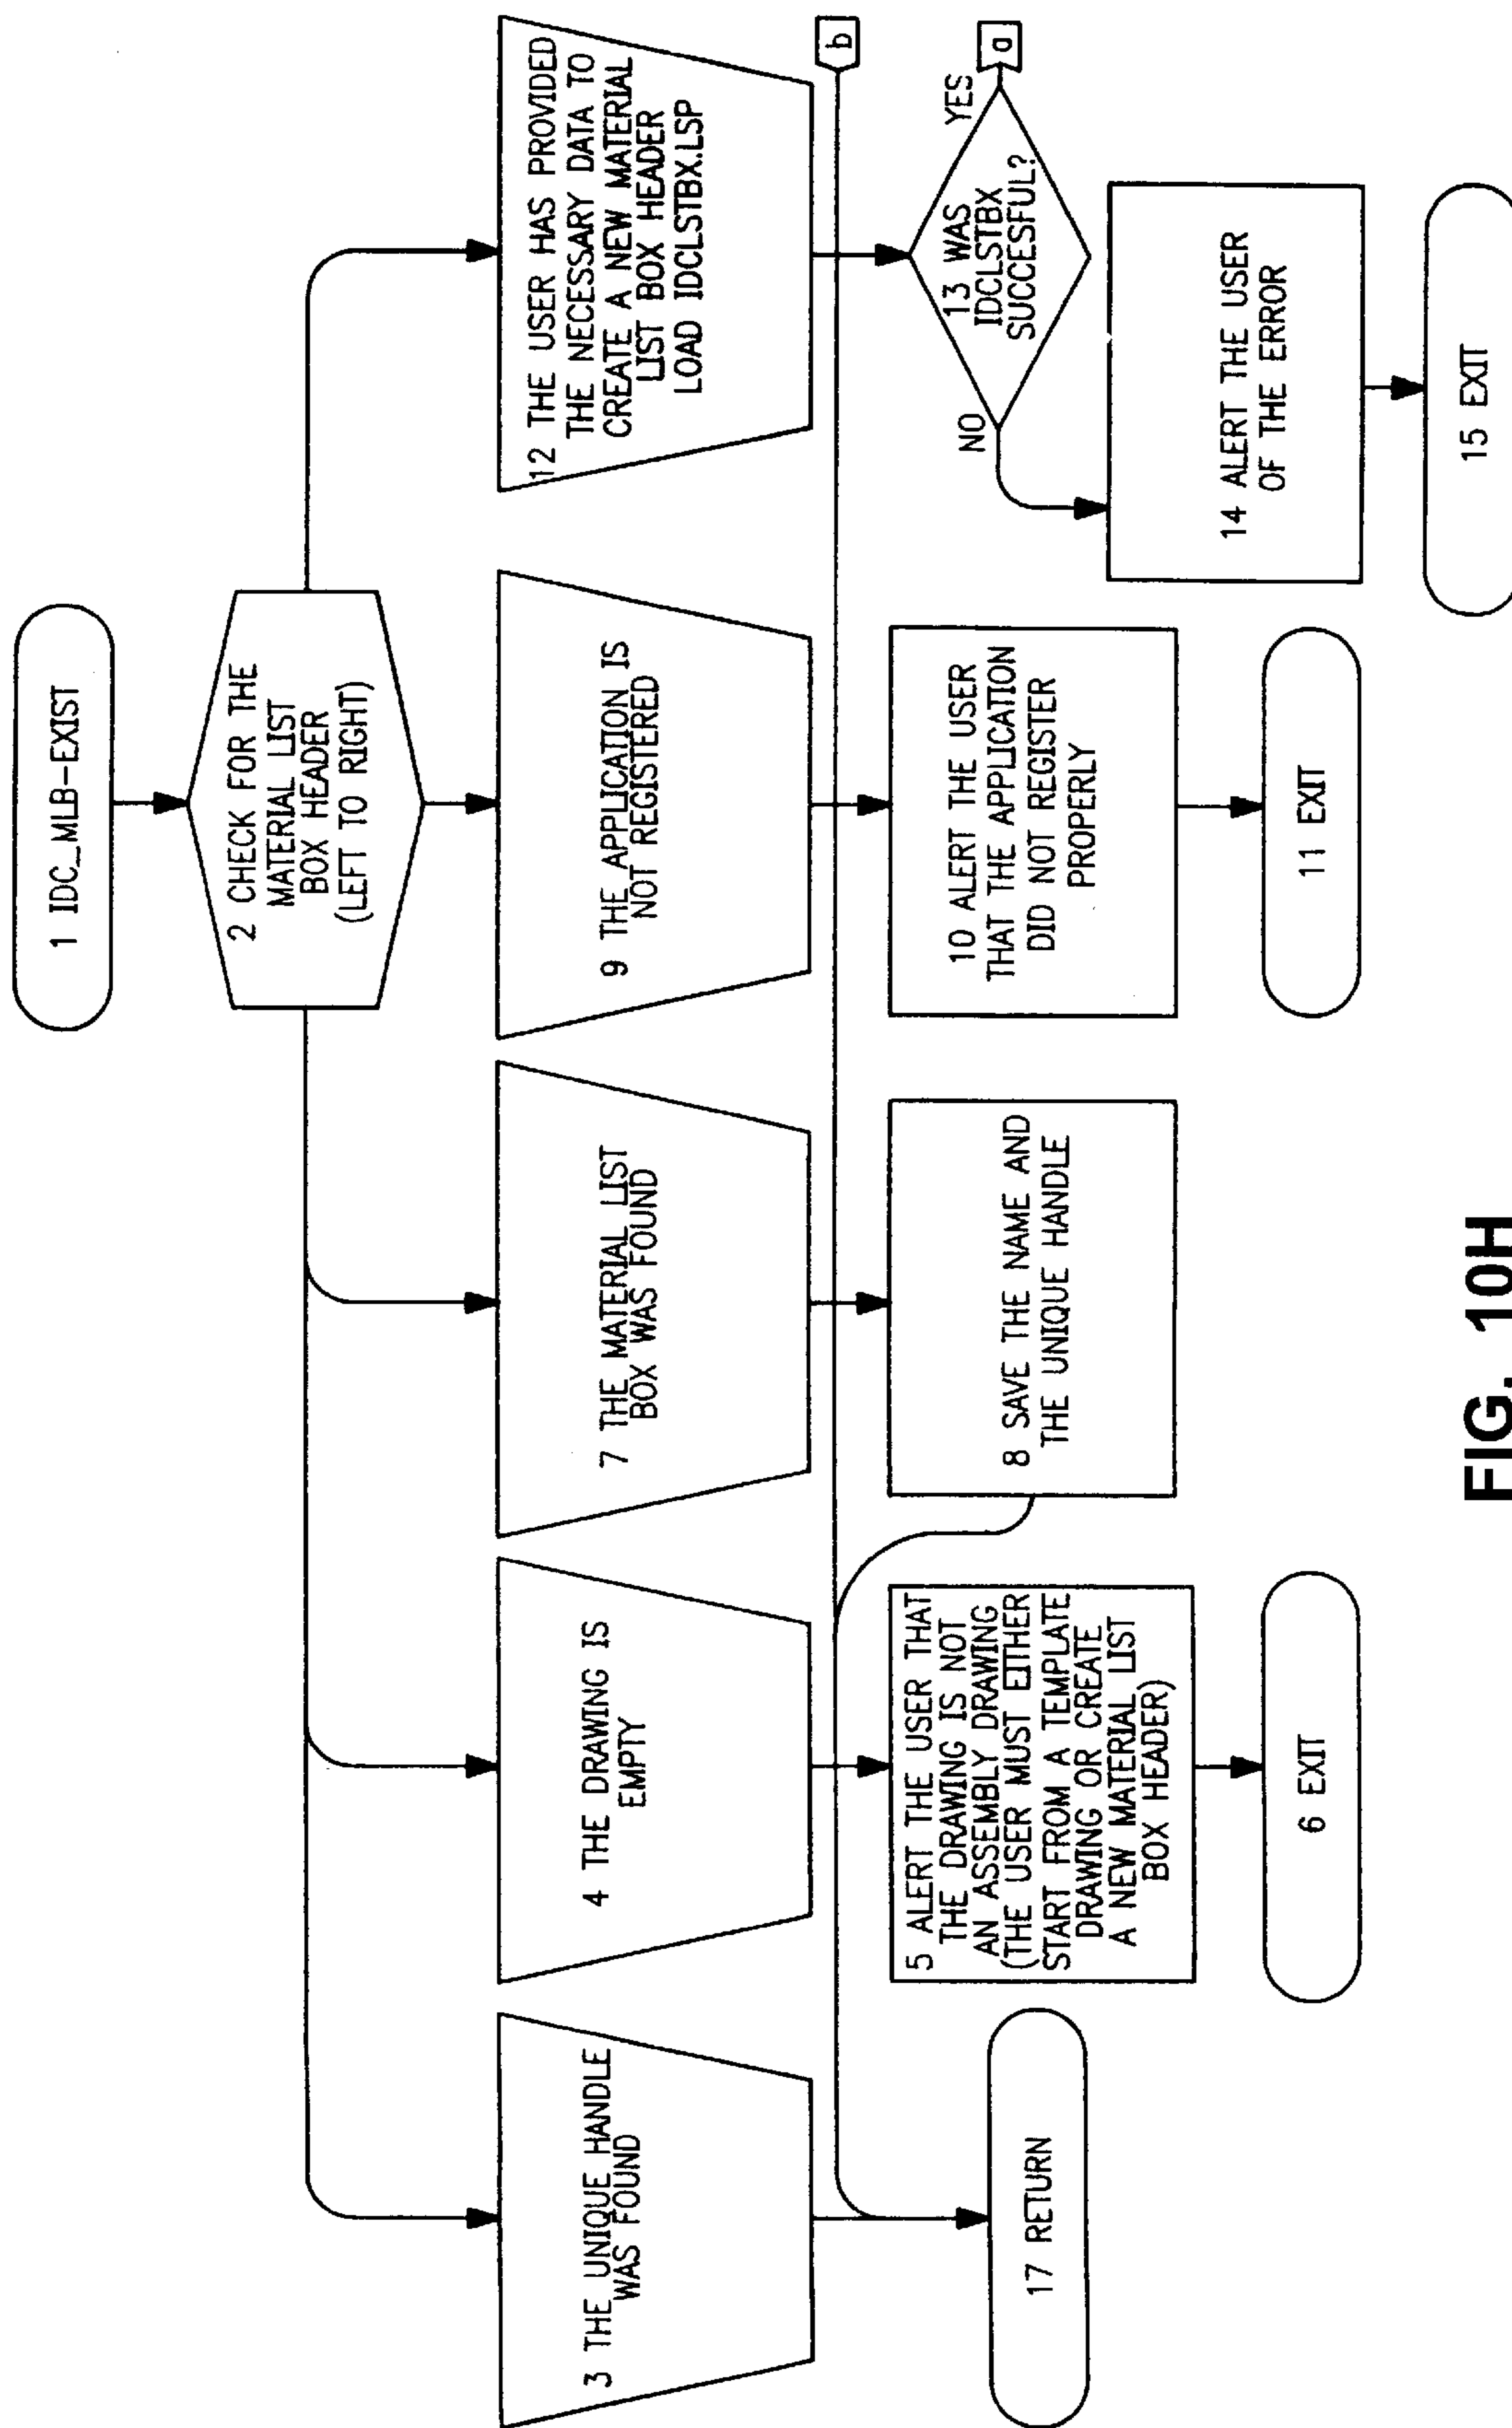 1 IDC_MLB-EXIST
2 CHECK FOR THE
MATERIAL LIST
BOX HEADER
(LEFT TO RIGHT)
3 THE UNIQUE HANDLE
WAS FOUND
4 THE DRAWING IS
EMPTY
7 THE MATERIAL LIST
BOX WAS FOUND
9 THE APPLICATION IS
NOT REGISTERED
12 THE USER HAS PROVIDED
THE NECESSARY DATA TO
CREATE A NEW MATERIAL
LIST BOX HEADER
LOAD IDCLSTBX.LSP
b
17 RETURN
5 ALERT THE USER THAT
THE DRAWING IS NOT
AN ASSEMBLY DRAWING
(THE USER MUST EITHER
START FROM A TEMPLATE
DRAWING OR CREATE
A NEW MATERIAL LIST
BOX HEADER)
6 EXIT
8 SAVE THE NAME AND
THE UNIQUE HANDLE
10 ALERT THE USER
THAT THE APPLICATION
DID NOT REGISTER
PROPERLY
11 EXIT
13 WAS
IDCLSTBX
SUCCESFUL?
NO
YES
a
14 ALERT THE USER
OF THE ERROR
15 EXIT
FIG. 10H